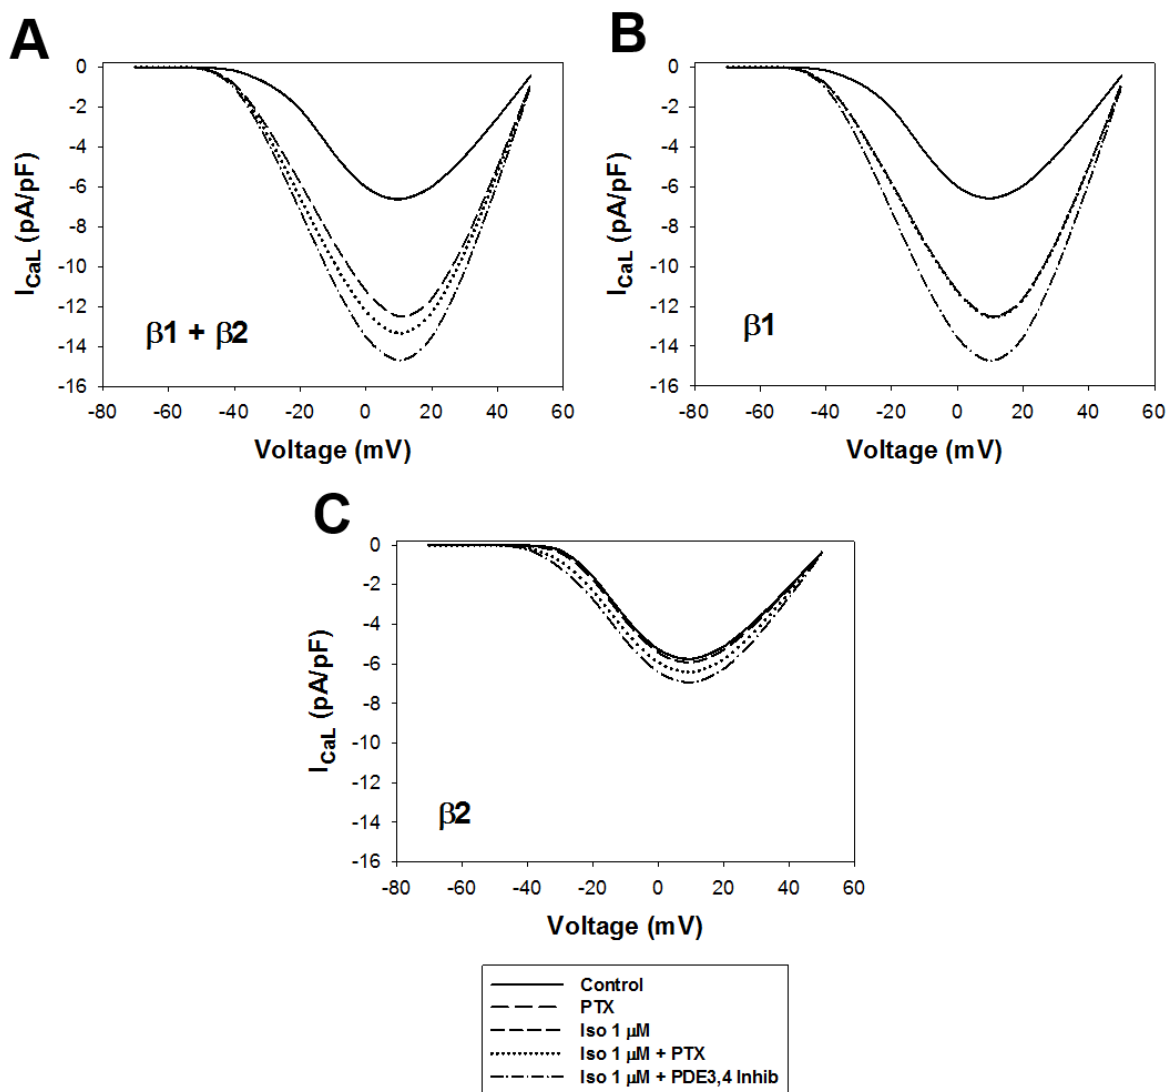 A
0
-2
-4
-6
-8
-10
-12
-14
-16
I_CaL (pA/pF)
β1 + β2
-80 -60 -40 -20 0 20 40 60
Voltage (mV)
B
0
-2
-4
-6
-8
-10
-12
-14
-16
I_CaL (pA/pF)
β1
-80 -60 -40 -20 0 20 40 60
Voltage (mV)
C
0
-2
-4
-6
-8
-10
-12
-14
-16
I_CaL (pA/pF)
β2
-80 -60 -40 -20 0 20 40 60
Voltage (mV)
Control
PTX
Iso 1 μM
Iso 1 μM + PTX
Iso 1 μM + PDE3,4 Inhib